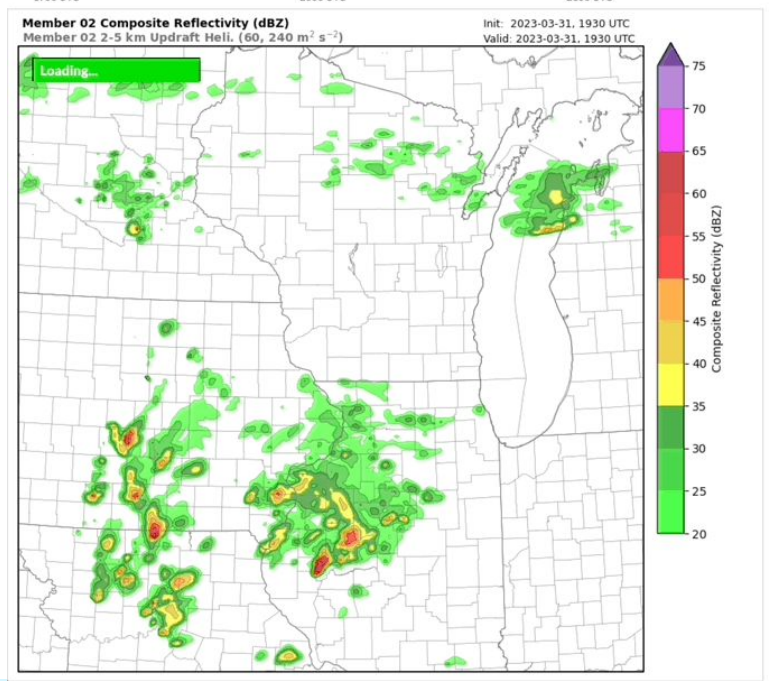 Member 02 Composite Reflectivity (dBZ)
Init: 2023-03-31, 1930 UTC
Member 02 2-5 km Updraft Heli. (60, 240 m² s⁻²)
Valid: 2023-03-31, 1930 UTC
Loading...
75
70
65
60
55
50
45
40
35
30
25
20
Composite Reflectivity (dBZ)